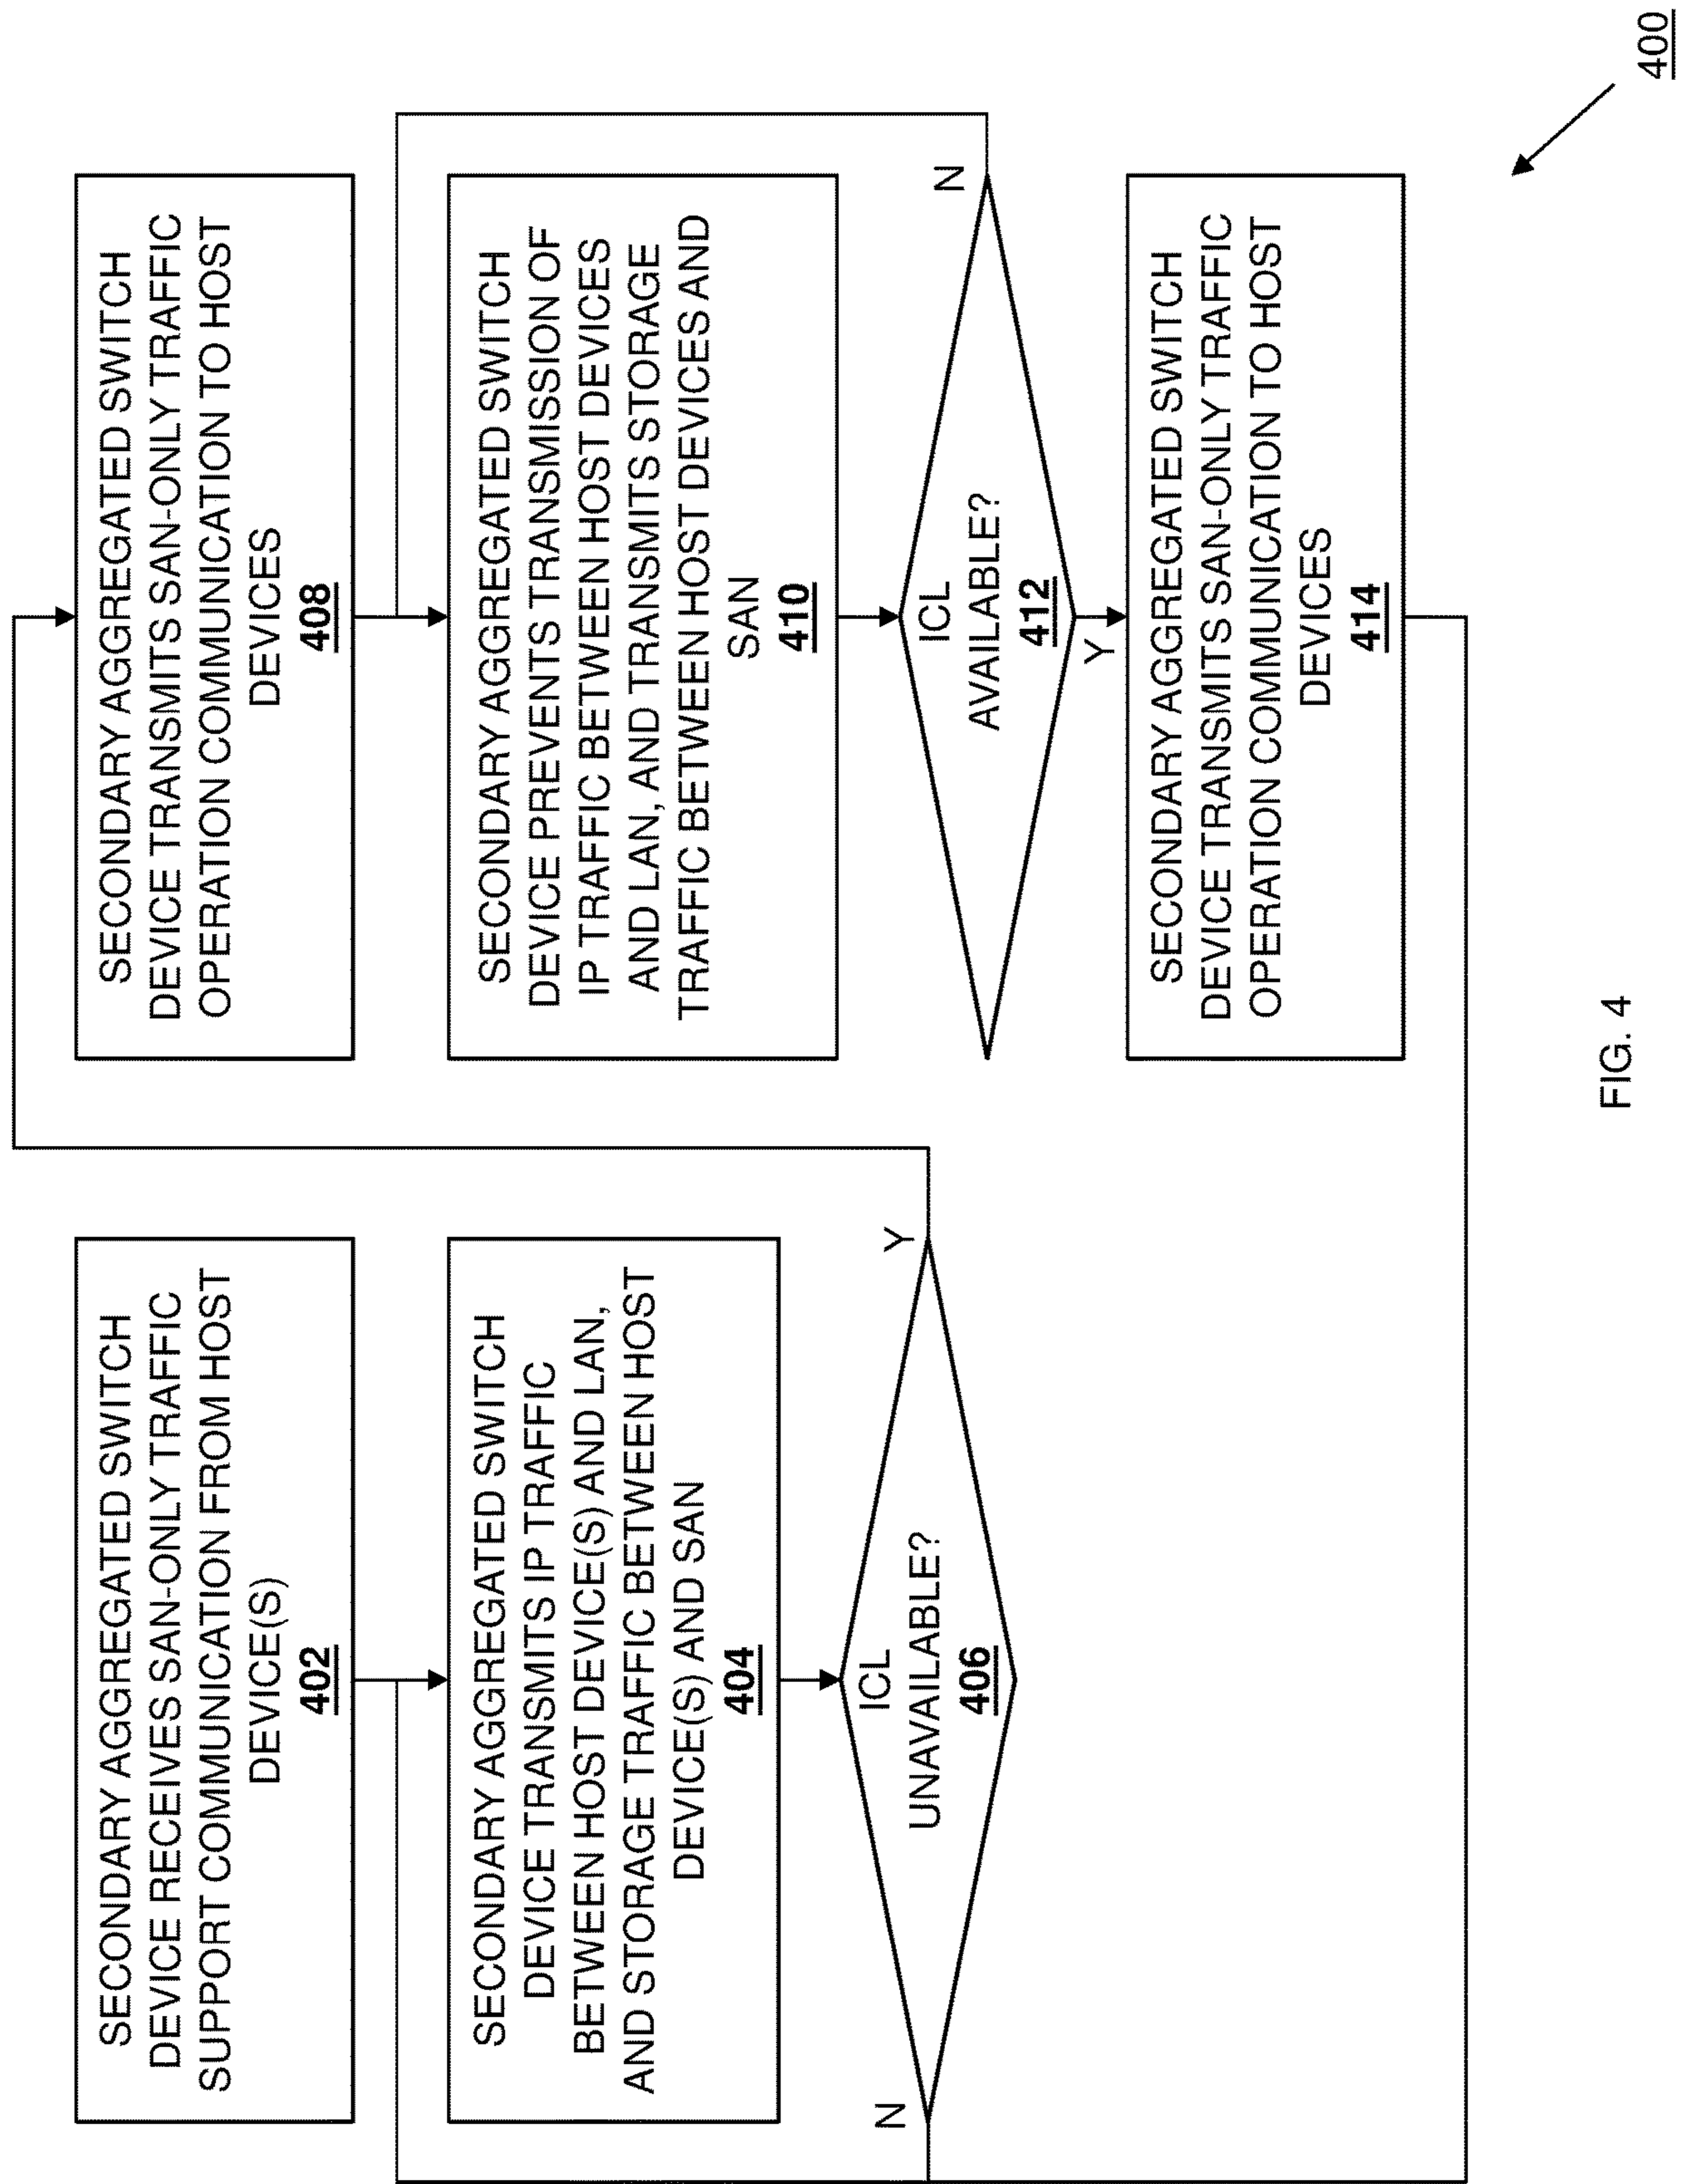 SECONDARY AGGREGATED SWITCH
DEVICE RECEIVES SAN-ONLY TRAFFIC
SUPPORT COMMUNICATION FROM HOST
DEVICE(S)
402
SECONDARY AGGREGATED SWITCH
DEVICE TRANSMITS IP TRAFFIC
BETWEEN HOST DEVICE(S) AND LAN,
AND STORAGE TRAFFIC BETWEEN HOST
DEVICE(S) AND SAN
404
ICL
UNAVAILABLE?
406
N
Y
SECONDARY AGGREGATED SWITCH
DEVICE TRANSMITS SAN-ONLY TRAFFIC
OPERATION COMMUNICATION TO HOST
DEVICES
408
SECONDARY AGGREGATED SWITCH
DEVICE PREVENTS TRANSMISSION OF
IP TRAFFIC BETWEEN HOST DEVICES
AND LAN, AND TRANSMITS STORAGE
TRAFFIC BETWEEN HOST DEVICES AND
SAN
410
ICL
AVAILABLE?
412
N
Y
SECONDARY AGGREGATED SWITCH
DEVICE TRANSMITS SAN-ONLY TRAFFIC
OPERATION COMMUNICATION TO HOST
DEVICES
414
FIG. 4
400